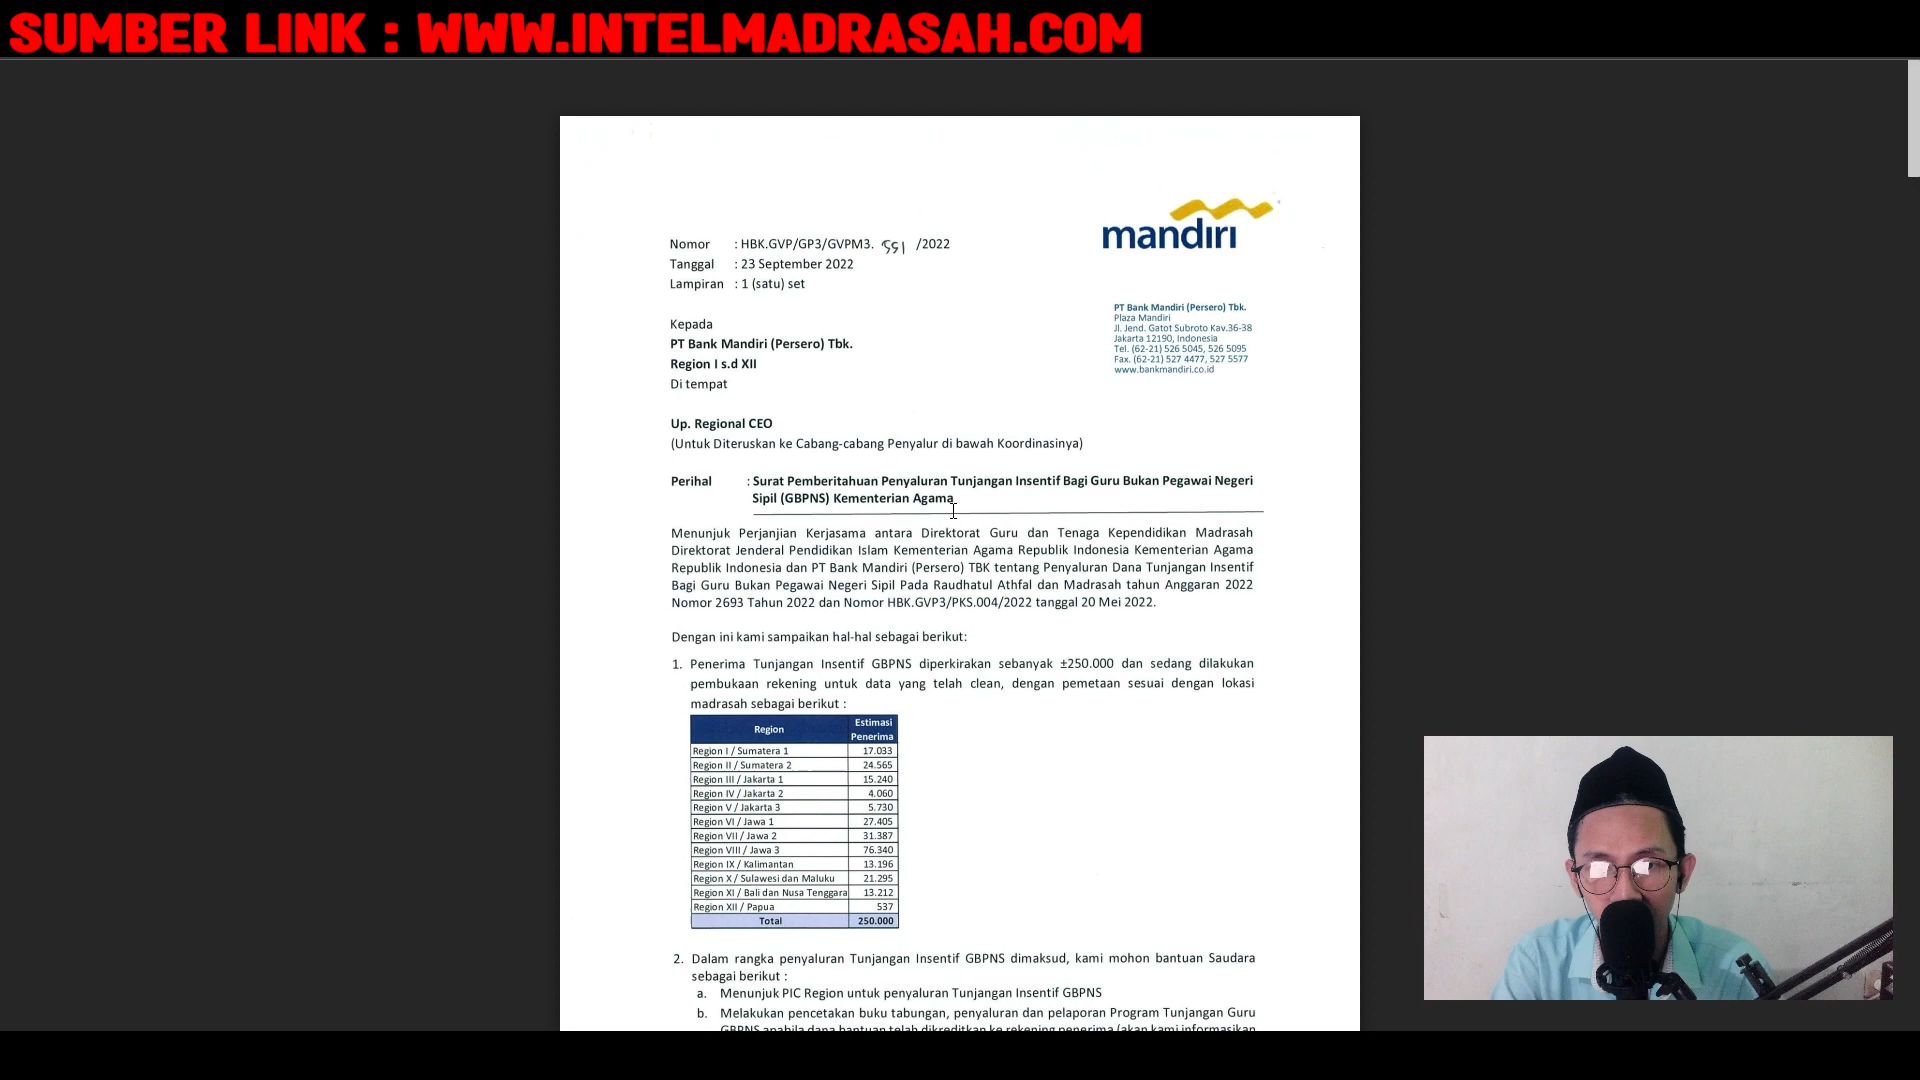 SUMBER LINK : WWW.INTELMADRASAH.COM
mandiri
Nomor : HBK.GVP/GP3/GVPM3. 551 /2022
Tanggal : 23 September 2022
Lampiran : 1 (satu) set
PT Bank Mandiri (Persero) Tbk.
Plaza Mandiri
Jl. Jend. Gatot Subroto Kav.36-38
Jakarta 12190, Indonesia
Tel. (62-21) 526 5045, 526 5095
Fax. (62-21) 527 4477, 527 5577
www.bankmandiri.co.id
Kepada
PT Bank Mandiri (Persero) Tbk.
Region I s.d XII
Di tempat
Up. Regional CEO
(Untuk Diteruskan ke Cabang-cabang Penyalur di bawah Koordinasinya)
Perihal : Surat Pemberitahuan Penyaluran Tunjangan Insentif Bagi Guru Bukan Pegawai Negeri
Sipil (GBPNS) Kementerian Agama
Menunjuk Perjanjian Kerjasama antara Direktorat Guru dan Tenaga Kependidikan Madrasah
Direktorat Jenderal Pendidikan Islam Kementerian Agama Republik Indonesia Kementerian Agama
Republik Indonesia dan PT Bank Mandiri (Persero) TBK tentang Penyaluran Dana Tunjangan Insentif
Bagi Guru Bukan Pegawai Negeri Sipil Pada Raudhatul Athfal dan Madrasah tahun Anggaran 2022
Nomor 2693 Tahun 2022 dan Nomor HBK.GVP3/PKS.004/2022 tanggal 20 Mei 2022.
Dengan ini kami sampaikan hal-hal sebagai berikut:
1. Penerima Tunjangan Insentif GBPNS diperkirakan sebanyak ±250.000 dan sedang dilakukan
pembukaan rekening untuk data yang telah clean, dengan pemetaan sesuai dengan lokasi
madrasah sebagai berikut :
Region Estimasi Penerima
Region I / Sumatera 1 17.033
Region II / Sumatera 2 24.565
Region III / Jakarta 1 15.240
Region IV / Jakarta 2 4.060
Region V / Jakarta 3 5.730
Region VI / Jawa 1 27.405
Region VII / Jawa 2 31.387
Region VIII / Jawa 3 76.340
Region IX / Kalimantan 13.196
Region X / Sulawesi dan Maluku 21.295
Region XI / Bali dan Nusa Tenggara 13.212
Region XII / Papua 537
Total 250.000
2. Dalam rangka penyaluran Tunjangan Insentif GBPNS dimaksud, kami mohon bantuan Saudara
sebagai berikut :
a. Menunjuk PIC Region untuk penyaluran Tunjangan Insentif GBPNS
b. Melakukan pencetakan buku tabungan, penyaluran dan pelaporan Program Tunjangan Guru
GBPNS apabila dana bantuan telah dikreditkan ke rekening penerima (akan kami informasikan